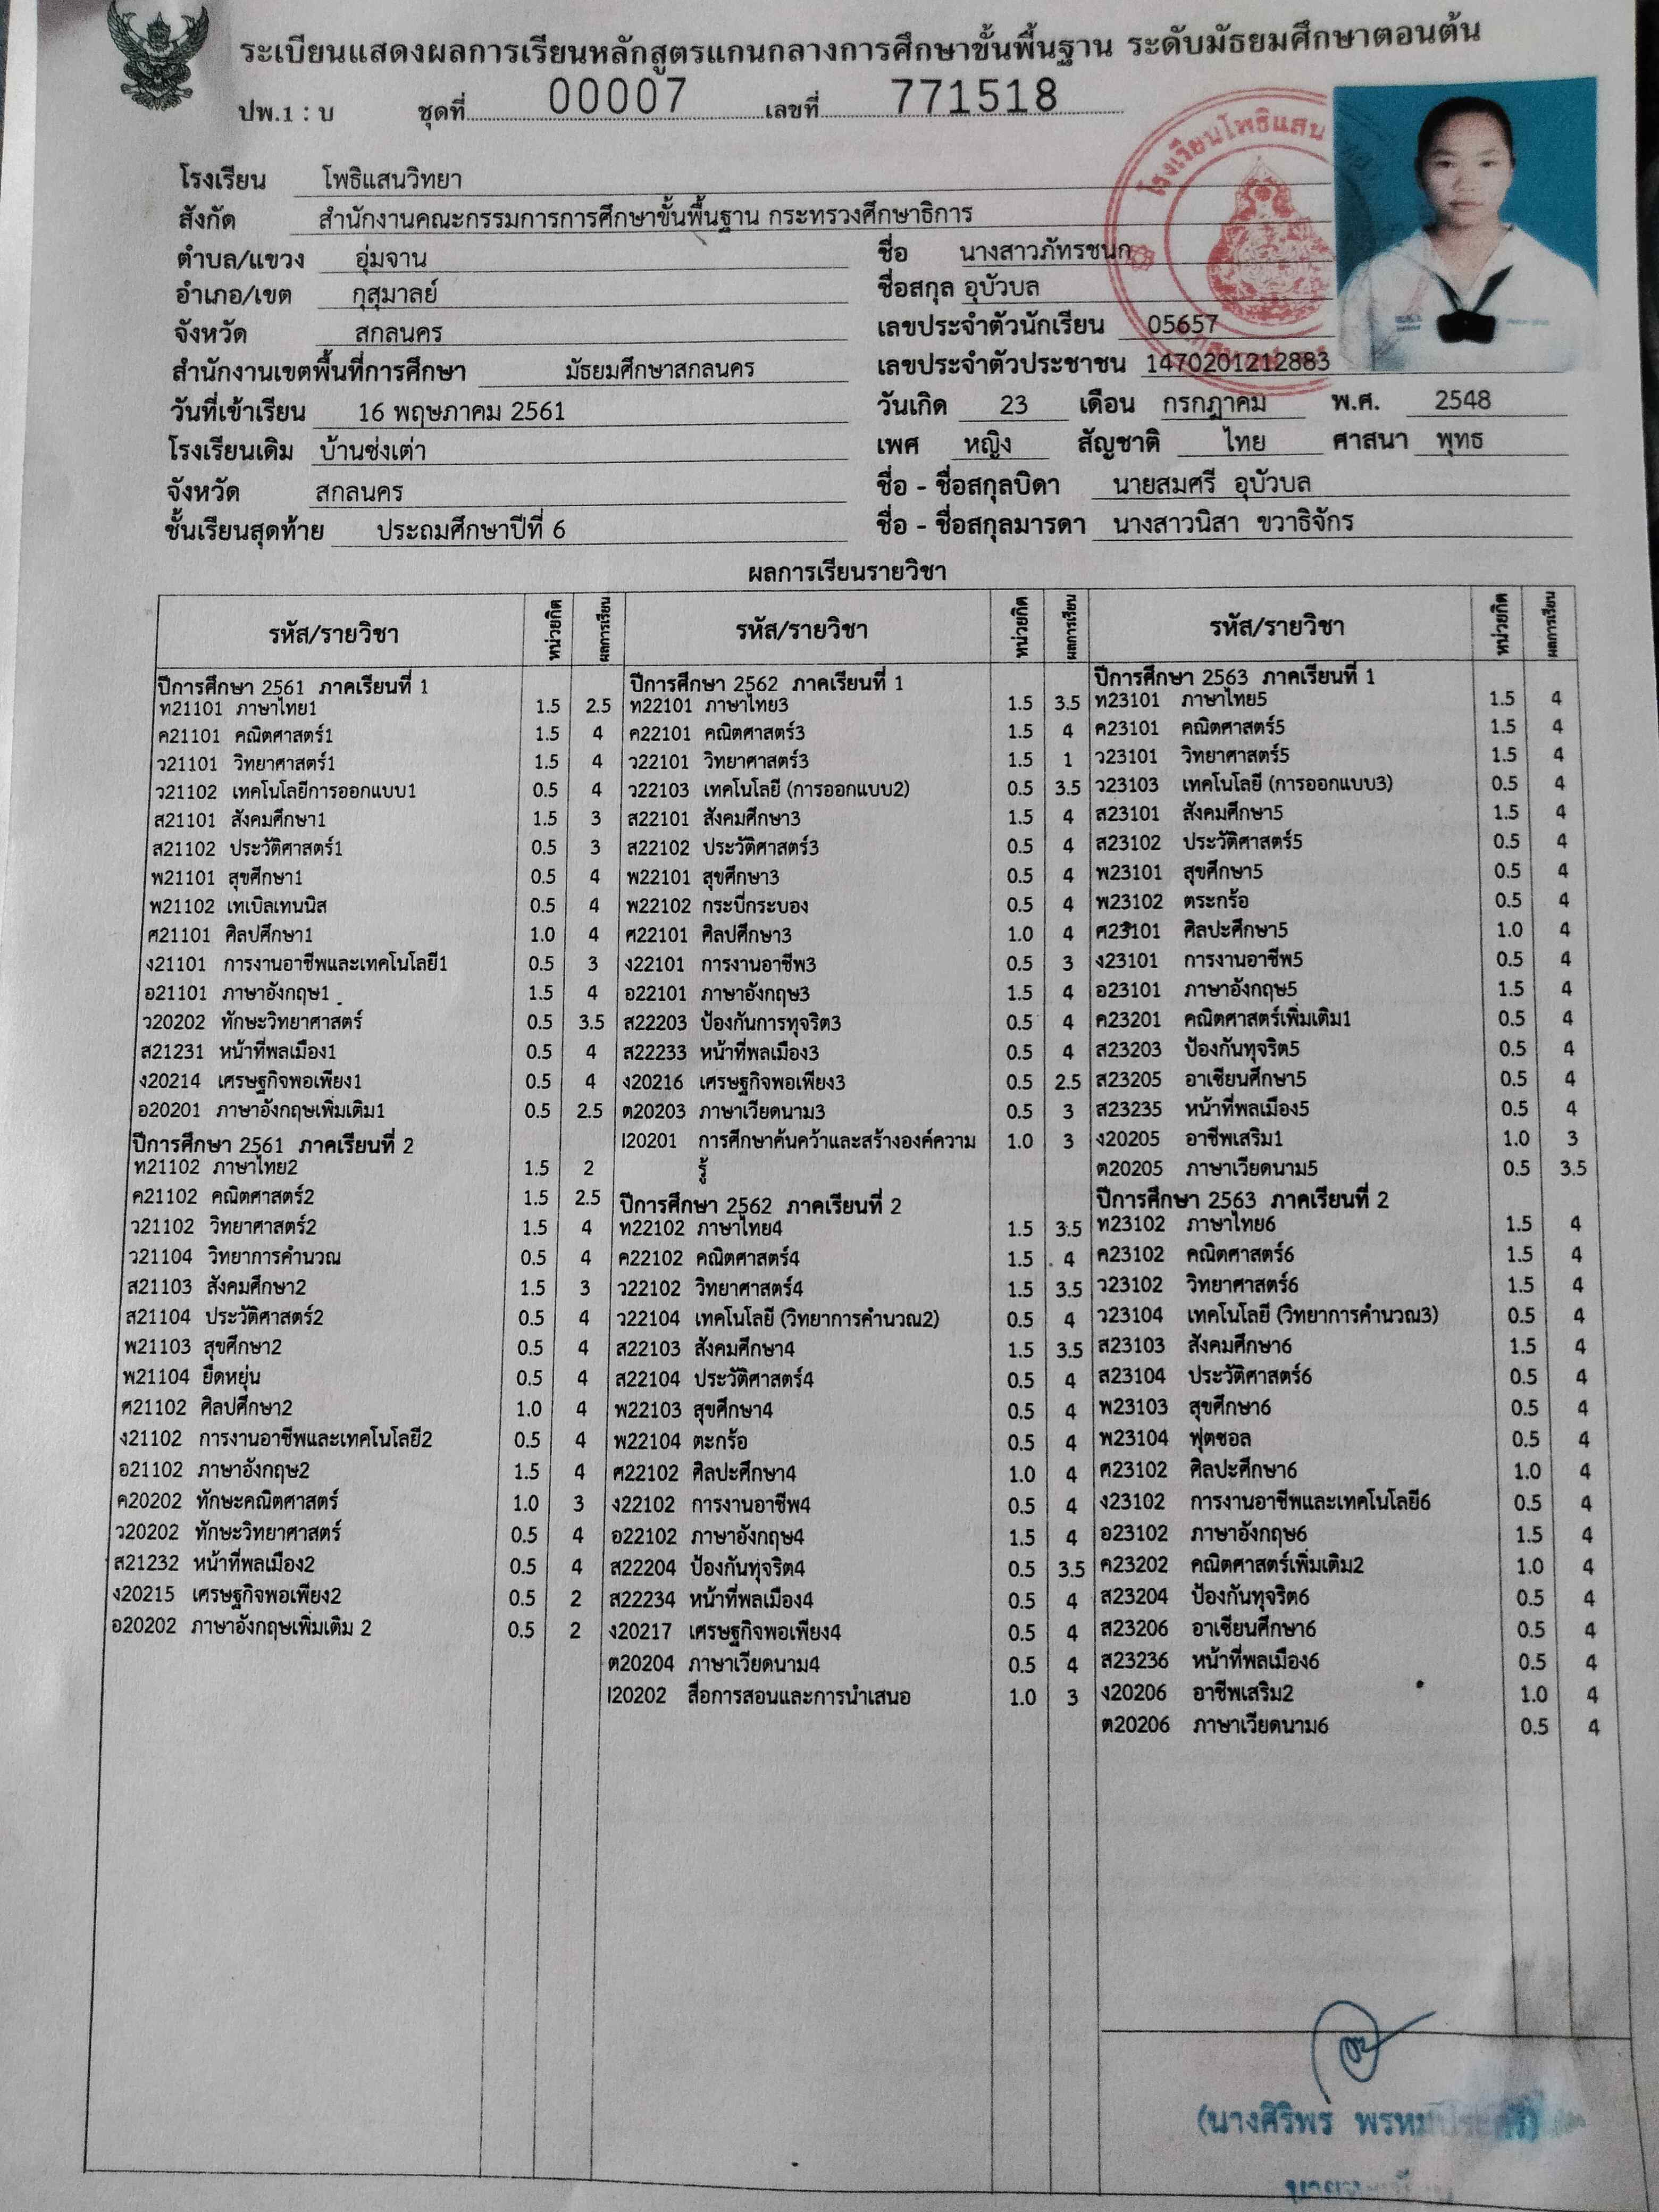 ระเบียนแสดงผลการเรียนหลักสูตรแกนกลางการศึกษาขั้นพื้นฐาน ระดับมัธยมศึกษาตอนต้น
ปพ.1 : บ ชุดที่ 00007 เลขที่ 771518
โรงเรียน โพธิแสนวิทยา
สังกัด สำนักงานคณะกรรมการการศึกษาขั้นพื้นฐาน กระทรวงศึกษาธิการ
ตำบล/แขวง อุ่มจาน
อำเภอ/เขต กุสุมาลย์
จังหวัด สกลนคร
สำนักงานเขตพื้นที่การศึกษา มัธยมศึกษาสกลนคร
วันที่เข้าเรียน 16 พฤษภาคม 2561
โรงเรียนเดิม บ้านซ่งเต่า
จังหวัด สกลนคร
ชั้นเรียนสุดท้าย ประถมศึกษาปีที่ 6
ชื่อ นางสาวภัทรชนก
ชื่อสกุล อุบัวบล
เลขประจำตัวนักเรียน 05657
เลขประจำตัวประชาชน 1470201212883
วันเกิด 23 เดือน กรกฎาคม พ.ศ. 2548
เพศ หญิง สัญชาติ ไทย ศาสนา พุทธ
ชื่อ - ชื่อสกุลบิดา นายสมศรี อุบัวบล
ชื่อ - ชื่อสกุลมารดา นางสาวนิสา ขวาธิจักร
โรงเรียนโพธิแสน
ผลการเรียนรายวิชา
รหัส/รายวิชา หน่วยกิต ผลการเรียน
ปีการศึกษา 2561 ภาคเรียนที่ 1
ท21101 ภาษาไทย1 1.5 2.5
ค21101 คณิตศาสตร์1 1.5 4
ว21101 วิทยาศาสตร์1 1.5 4
ว21102 เทคโนโลยีการออกแบบ1 0.5 4
ส21101 สังคมศึกษา1 1.5 3
ส21102 ประวัติศาสตร์1 0.5 3
พ21101 สุขศึกษา1 0.5 4
พ21102 เทเบิลเทนนิส 0.5 4
ศ21101 ศิลปศึกษา1 1.0 4
ง21101 การงานอาชีพและเทคโนโลยี1 0.5 3
อ21101 ภาษาอังกฤษ1 1.5 4
ว20202 ทักษะวิทยาศาสตร์ 0.5 3.5
ส21231 หน้าที่พลเมือง1 0.5 4
ง20214 เศรษฐกิจพอเพียง1 0.5 4
อ20201 ภาษาอังกฤษเพิ่มเติม1 0.5 2.5
ปีการศึกษา 2561 ภาคเรียนที่ 2
ท21102 ภาษาไทย2 1.5 2
ค21102 คณิตศาสตร์2 1.5 2.5
ว21102 วิทยาศาสตร์2 1.5 4
ว21104 วิทยาการคำนวณ 0.5 4
ส21103 สังคมศึกษา2 1.5 3
ส21104 ประวัติศาสตร์2 0.5 4
พ21103 สุขศึกษา2 0.5 4
พ21104 ยืดหยุ่น 0.5 4
ศ21102 ศิลปศึกษา2 1.0 4
ง21102 การงานอาชีพและเทคโนโลยี2 0.5 4
อ21102 ภาษาอังกฤษ2 1.5 4
ค20202 ทักษะคณิตศาสตร์ 1.0 3
ว20202 ทักษะวิทยาศาสตร์ 0.5 4
ส21232 หน้าที่พลเมือง2 0.5 4
ง20215 เศรษฐกิจพอเพียง2 0.5 2
อ20202 ภาษาอังกฤษเพิ่มเติม 2 0.5 2
รหัส/รายวิชา หน่วยกิต ผลการเรียน
ปีการศึกษา 2562 ภาคเรียนที่ 1
ท22101 ภาษาไทย3 1.5 3.5
ค22101 คณิตศาสตร์3 1.5 4
ว22101 วิทยาศาสตร์3 1.5 1
ว22103 เทคโนโลยี (การออกแบบ2) 0.5 3.5
ส22101 สังคมศึกษา3 1.5 4
ส22102 ประวัติศาสตร์3 0.5 4
พ22101 สุขศึกษา3 0.5 4
พ22102 กระบี่กระบอง 0.5 4
ศ22101 ศิลปศึกษา3 1.0 4
ง22101 การงานอาชีพ3 0.5 3
อ22101 ภาษาอังกฤษ3 1.5 4
ส22203 ป้องกันการทุจริต3 0.5 4
ส22233 หน้าที่พลเมือง3 0.5 4
ง20216 เศรษฐกิจพอเพียง3 0.5 2.5
ต20203 ภาษาเวียดนาม3 0.5 3
I20201 การศึกษาค้นคว้าและสร้างองค์ความ 1.0 3
รู้
ปีการศึกษา 2562 ภาคเรียนที่ 2
ท22102 ภาษาไทย4 1.5 3.5
ค22102 คณิตศาสตร์4 1.5 4
ว22102 วิทยาศาสตร์4 1.5 3.5
ว22104 เทคโนโลยี (วิทยาการคำนวณ2) 0.5 4
ส22103 สังคมศึกษา4 1.5 3.5
ส22104 ประวัติศาสตร์4 0.5 4
พ22103 สุขศึกษา4 0.5 4
พ22104 ตะกร้อ 0.5 4
ศ22102 ศิลปะศึกษา4 1.0 4
ง22102 การงานอาชีพ4 0.5 4
อ22102 ภาษาอังกฤษ4 1.5 4
ส22204 ป้องกันทุจริต4 0.5 3.5
ส22234 หน้าที่พลเมือง4 0.5 4
ง20217 เศรษฐกิจพอเพียง4 0.5 4
ต20204 ภาษาเวียดนาม4 0.5 4
I20202 สื่อการสอนและการนำเสนอ 1.0 3
รหัส/รายวิชา หน่วยกิต ผลการเรียน
ปีการศึกษา 2563 ภาคเรียนที่ 1
ท23101 ภาษาไทย5 1.5 4
ค23101 คณิตศาสตร์5 1.5 4
ว23101 วิทยาศาสตร์5 1.5 4
ว23103 เทคโนโลยี (การออกแบบ3) 0.5 4
ส23101 สังคมศึกษา5 1.5 4
ส23102 ประวัติศาสตร์5 0.5 4
พ23101 สุขศึกษา5 0.5 4
พ23102 ตระกร้อ 0.5 4
ศ23101 ศิลปะศึกษา5 1.0 4
ง23101 การงานอาชีพ5 0.5 4
อ23101 ภาษาอังกฤษ5 1.5 4
ค23201 คณิตศาสตร์เพิ่มเติม1 0.5 4
ส23203 ป้องกันทุจริต5 0.5 4
ส23205 อาเซียนศึกษา5 0.5 4
ส23235 หน้าที่พลเมือง5 0.5 4
ง20205 อาชีพเสริม1 1.0 3
ต20205 ภาษาเวียดนาม5 0.5 3.5
ปีการศึกษา 2563 ภาคเรียนที่ 2
ท23102 ภาษาไทย6 1.5 4
ค23102 คณิตศาสตร์6 1.5 4
ว23102 วิทยาศาสตร์6 1.5 4
ว23104 เทคโนโลยี (วิทยาการคำนวณ3) 0.5 4
ส23103 สังคมศึกษา6 1.5 4
ส23104 ประวัติศาสตร์6 0.5 4
พ23103 สุขศึกษา6 0.5 4
พ23104 ฟุตซอล 0.5 4
ศ23102 ศิลปะศึกษา6 1.0 4
ง23102 การงานอาชีพและเทคโนโลยี6 0.5 4
อ23102 ภาษาอังกฤษ6 1.5 4
ค23202 คณิตศาสตร์เพิ่มเติม2 1.0 4
ส23204 ป้องกันทุจริต6 0.5 4
ส23206 อาเซียนศึกษา6 0.5 4
ส23236 หน้าที่พลเมือง6 0.5 4
ง20206 อาชีพเสริม2 1.0 4
ต20206 ภาษาเวียดนาม6 0.5 4
(นางศิริพร